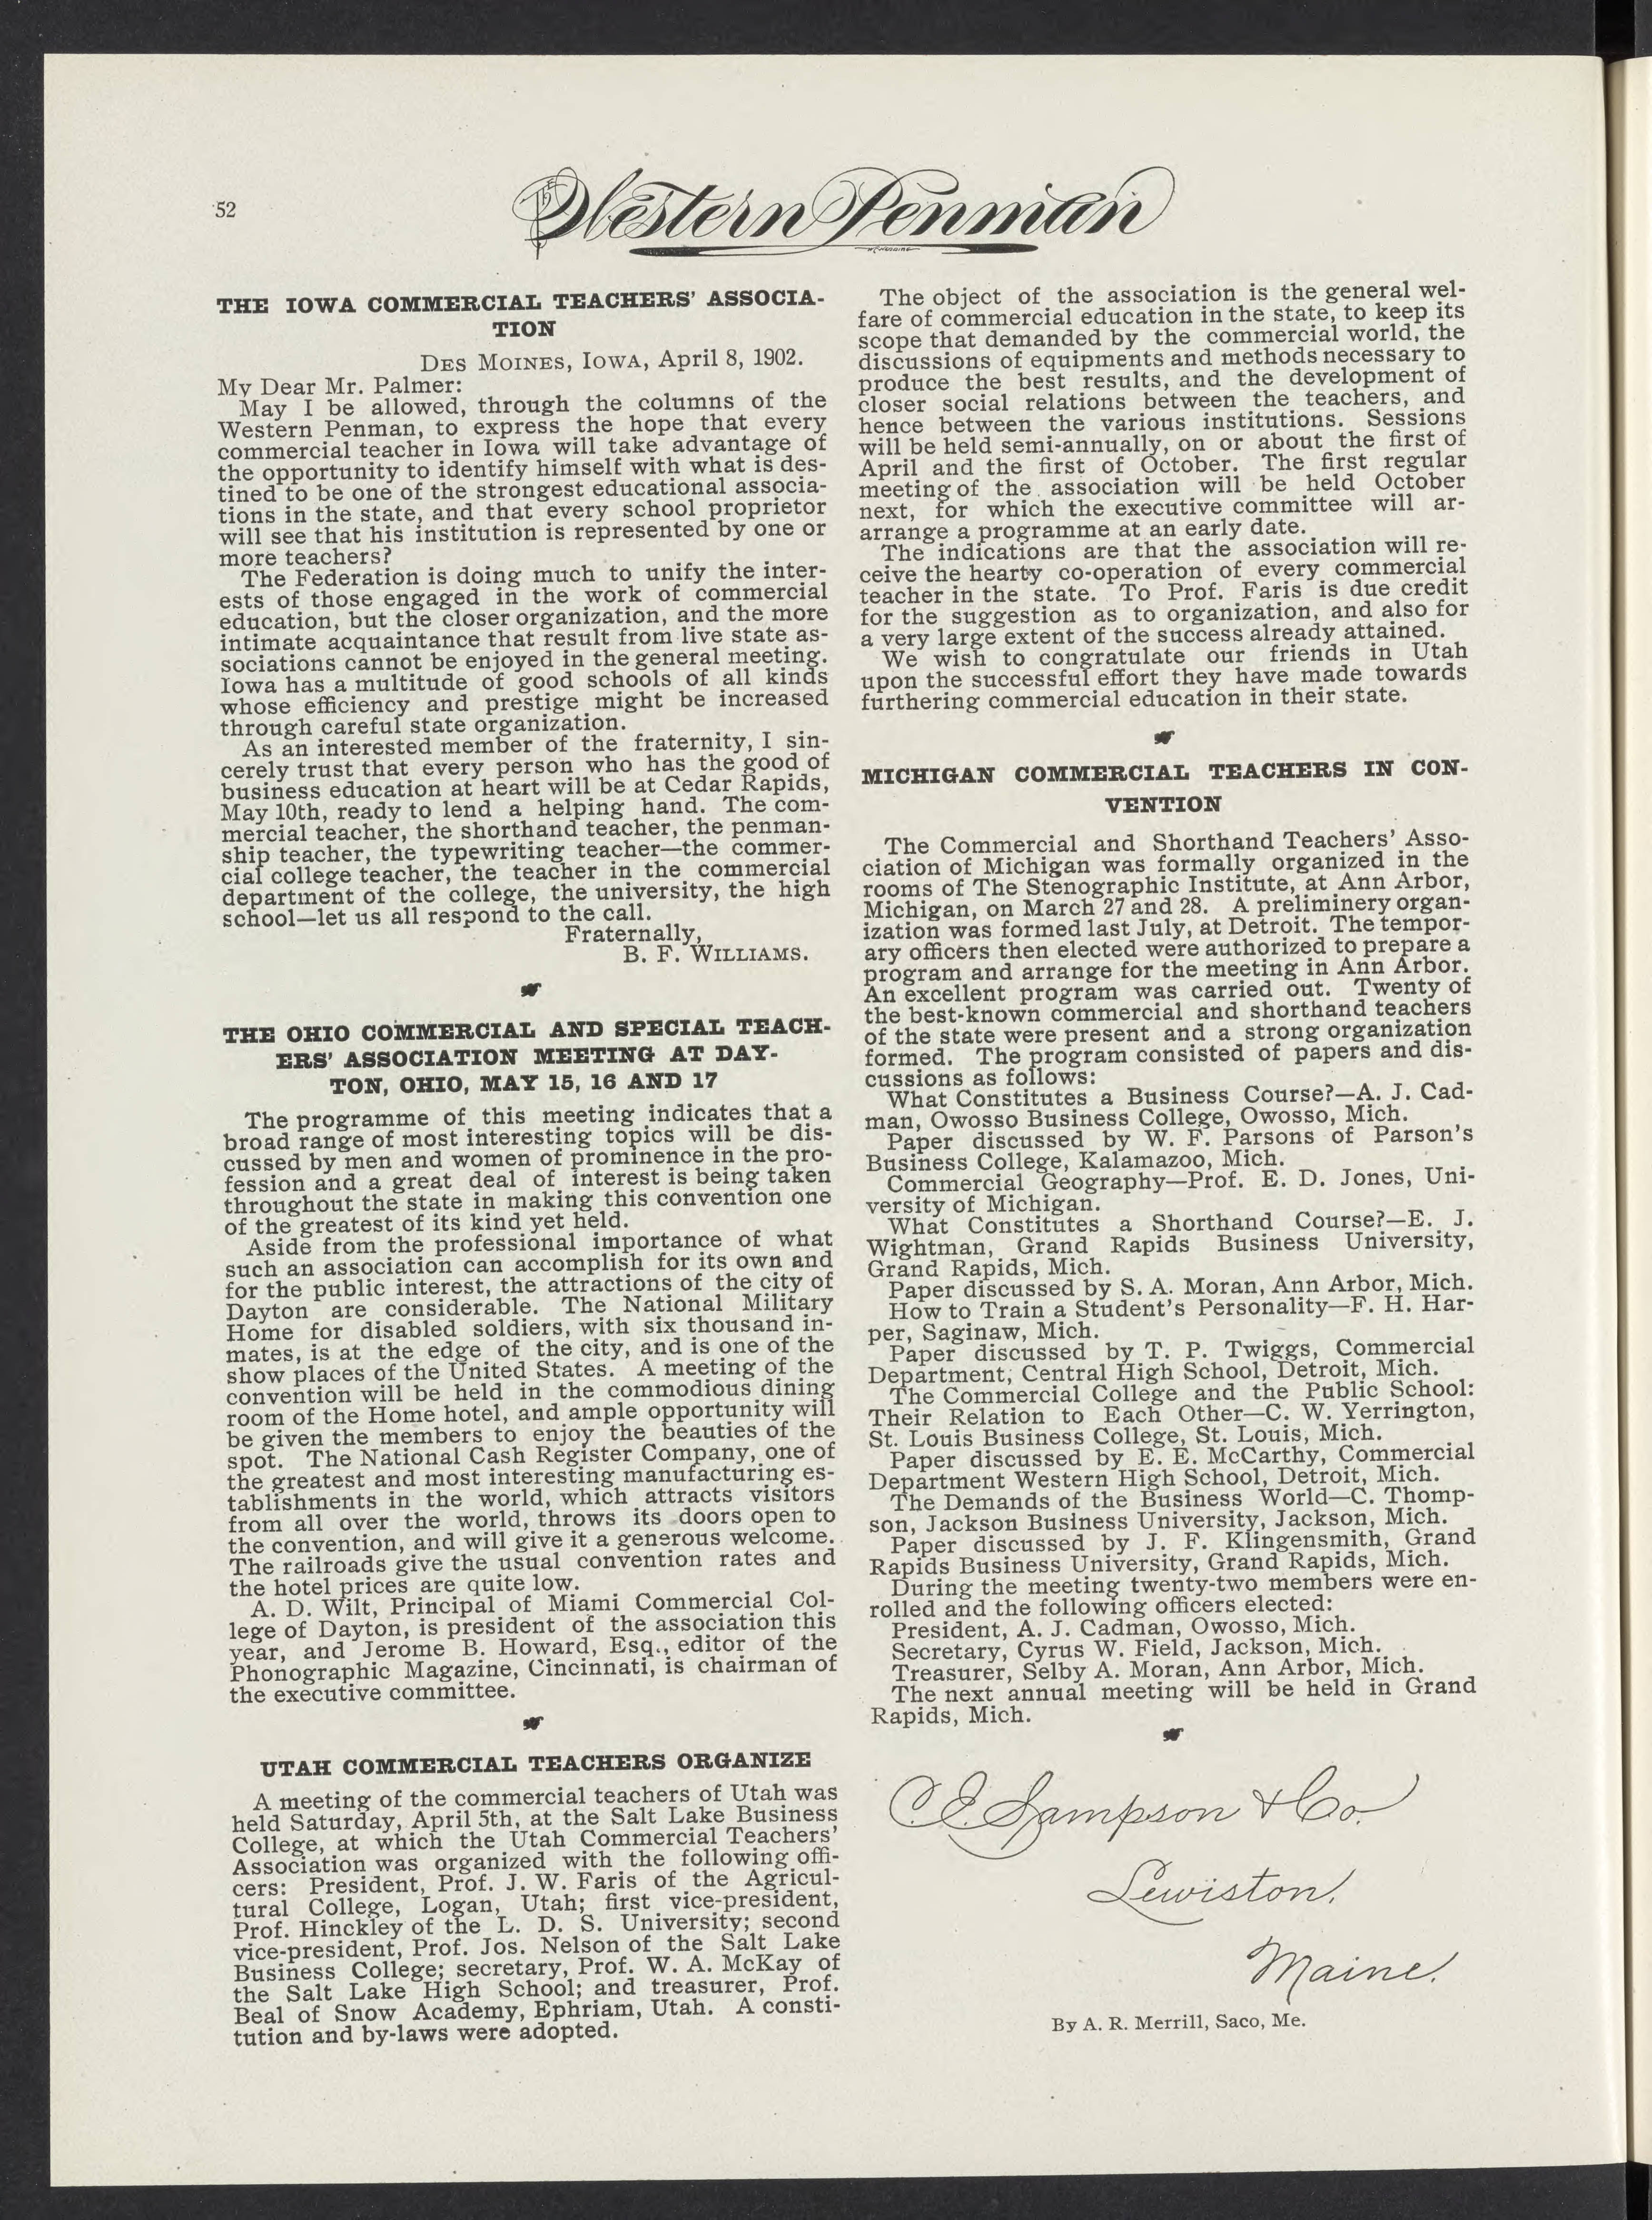 52
The Western Penman
THE IOWA COMMERCIAL TEACHERS' ASSOCIA-
TION
DES MOINES, IOWA, April 8, 1902.
My Dear Mr. Palmer:
May I be allowed, through the columns of the
Western Penman, to express the hope that every
commercial teacher in Iowa will take advantage of
the opportunity to identify himself with what is des-
tined to be one of the strongest educational associa-
tions in the state, and that every school proprietor
will see that his institution is represented by one or
more teachers?
The Federation is doing much to unify the inter-
ests of those engaged in the work of commercial
education, but the closer organization, and the more
intimate acquaintance that result from live state as-
sociations cannot be enjoyed in the general meeting.
Iowa has a multitude of good schools of all kinds
whose efficiency and prestige might be increased
through careful state organization.
As an interested member of the fraternity, I sin-
cerely trust that every person who has the good of
business education at heart will be at Cedar Rapids,
May 10th, ready to lend a helping hand. The com-
mercial teacher, the shorthand teacher, the penman-
ship teacher, the typewriting teacher—the commer-
cial college teacher, the teacher in the commercial
department of the college, the university, the high
school—let us all respond to the call.
Fraternally,
B. F. WILLIAMS.
THE OHIO COMMERCIAL AND SPECIAL TEACH-
ERS' ASSOCIATION MEETING AT DAY-
TON, OHIO, MAY 15, 16 AND 17
The programme of this meeting indicates that a
broad range of most interesting topics will be dis-
cussed by men and women of prominence in the pro-
fession and a great deal of interest is being taken
throughout the state in making this convention one
of the greatest of its kind yet held.
Aside from the professional importance of what
such an association can accomplish for its own and
for the public interest, the attractions of the city of
Dayton are considerable. The National Military
Home for disabled soldiers, with six thousand in-
mates, is at the edge of the city, and is one of the
show places of the United States. A meeting of the
convention will be held in the commodious dining
room of the Home hotel, and ample opportunity will
be given the members to enjoy the beauties of the
spot. The National Cash Register Company, one of
the greatest and most interesting manufacturing es-
tablishments in the world, which attracts visitors
from all over the world, throws its doors open to
the convention, and will give it a generous welcome.
The railroads give the usual convention rates and
the hotel prices are quite low.
A. D. Wilt, Principal of Miami Commercial Col-
lege of Dayton, is president of the association this
year, and Jerome B. Howard, Esq., editor of the
Phonographic Magazine, Cincinnati, is chairman of
the executive committee.
UTAH COMMERCIAL TEACHERS ORGANIZE
A meeting of the commercial teachers of Utah was
held Saturday, April 5th, at the Salt Lake Business
College, at which the Utah Commercial Teachers'
Association was organized with the following offi-
cers: President, Prof. J. W. Faris of the Agricul-
tural College, Logan, Utah; first vice-president,
Prof. Hinckley of the L. D. S. University; second
vice-president, Prof. Jos. Nelson of the Salt Lake
Business College; secretary, Prof. W. A. McKay of
the Salt Lake High School; and treasurer, Prof.
Beal of Snow Academy, Ephriam, Utah. A consti-
tution and by-laws were adopted.
The object of the association is the general wel-
fare of commercial education in the state, to keep its
scope that demanded by the commercial world, the
discussions of equipments and methods necessary to
produce the best results, and the development of
closer social relations between the teachers, and
hence between the various institutions. Sessions
will be held semi-annually, on or about the first of
April and the first of October. The first regular
meeting of the association will be held October
next, for which the executive committee will ar-
arrange a programme at an early date.
The indications are that the association will re-
ceive the hearty co-operation of every commercial
teacher in the state. To Prof. Faris is due credit
for the suggestion as to organization, and also for
a very large extent of the success already attained.
We wish to congratulate our friends in Utah
upon the successful effort they have made towards
furthering commercial education in their state.
MICHIGAN COMMERCIAL TEACHERS IN CON-
VENTION
The Commercial and Shorthand Teachers' Asso-
ciation of Michigan was formally organized in the
rooms of The Stenographic Institute, at Ann Arbor,
Michigan, on March 27 and 28. A preliminery organ-
ization was formed last July, at Detroit. The tempor-
ary officers then elected were authorized to prepare a
program and arrange for the meeting in Ann Arbor.
An excellent program was carried out. Twenty of
the best-known commercial and shorthand teachers
of the state were present and a strong organization
formed. The program consisted of papers and dis-
cussions as follows:
What Constitutes a Business Course?—A. J. Cad-
man, Owosso Business College, Owosso, Mich.
Paper discussed by W. F. Parsons of Parson's
Business College, Kalamazoo, Mich.
Commercial Geography—Prof. E. D. Jones, Uni-
versity of Michigan.
What Constitutes a Shorthand Course?—E. J.
Wightman, Grand Rapids Business University,
Grand Rapids, Mich.
Paper discussed by S. A. Moran, Ann Arbor, Mich.
How to Train a Student's Personality—F. H. Har-
per, Saginaw, Mich.
Paper discussed by T. P. Twiggs, Commercial
Department, Central High School, Detroit, Mich.
The Commercial College and the Public School:
Their Relation to Each Other—C. W. Yerrington,
St. Louis Business College, St. Louis, Mich.
Paper discussed by E. E. McCarthy, Commercial
Department Western High School, Detroit, Mich.
The Demands of the Business World—C. Thomp-
son, Jackson Business University, Jackson, Mich.
Paper discussed by J. F. Klingensmith, Grand
Rapids Business University, Grand Rapids, Mich.
During the meeting twenty-two members were en-
rolled and the following officers elected:
President, A. J. Cadman, Owosso, Mich.
Secretary, Cyrus W. Field, Jackson, Mich.
Treasurer, Selby A. Moran, Ann Arbor, Mich.
The next annual meeting will be held in Grand
Rapids, Mich.
C. E. Sampson & Co.
Lewiston,
Maine.
By A. R. Merrill, Saco, Me.